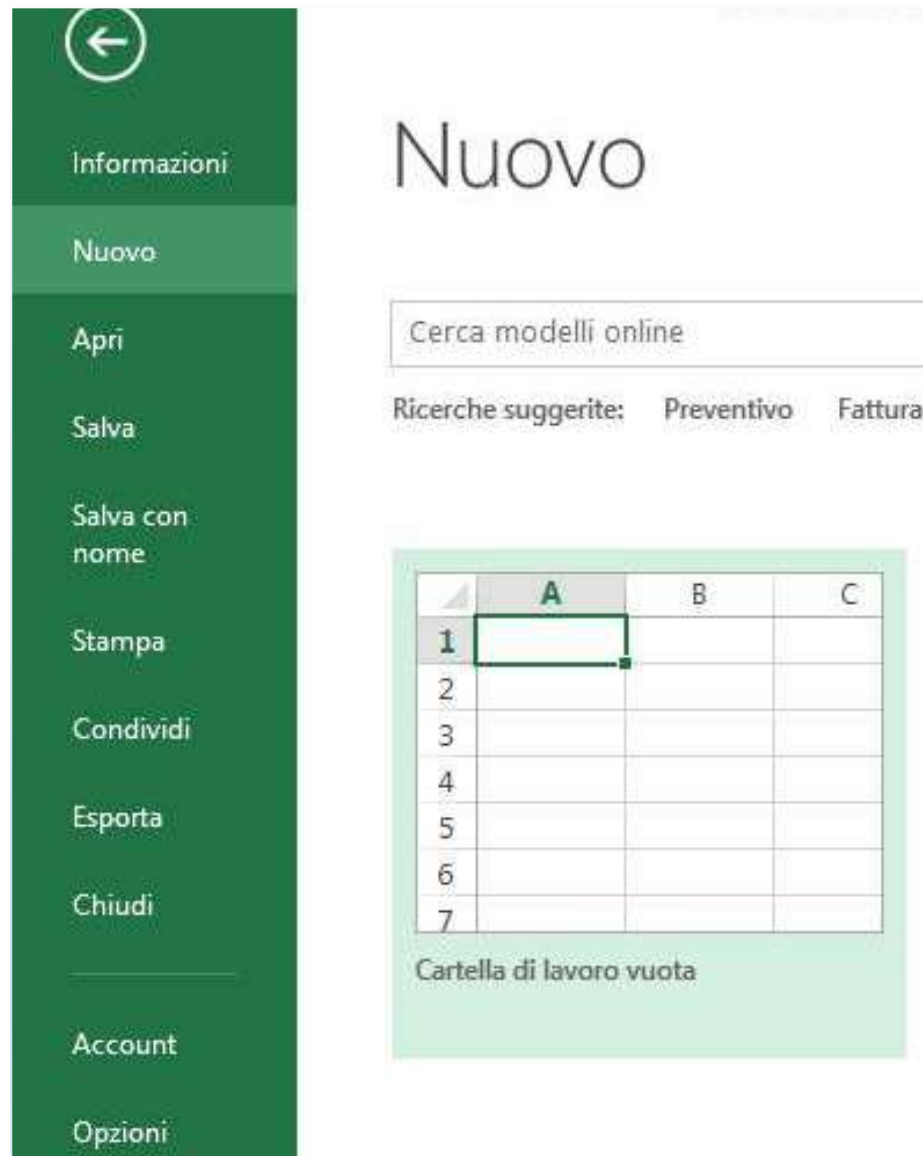 Informazioni
Nuovo
Apri
Salva
Salva con
nome
Stampa
Condividi
Esporta
Chiudi
Account
Opzioni
Nuovo
Cerca modelli online
Ricerche suggerite: Preventivo Fattura
A B C
1
2
3
4
5
6
7
Cartella di lavoro vuota